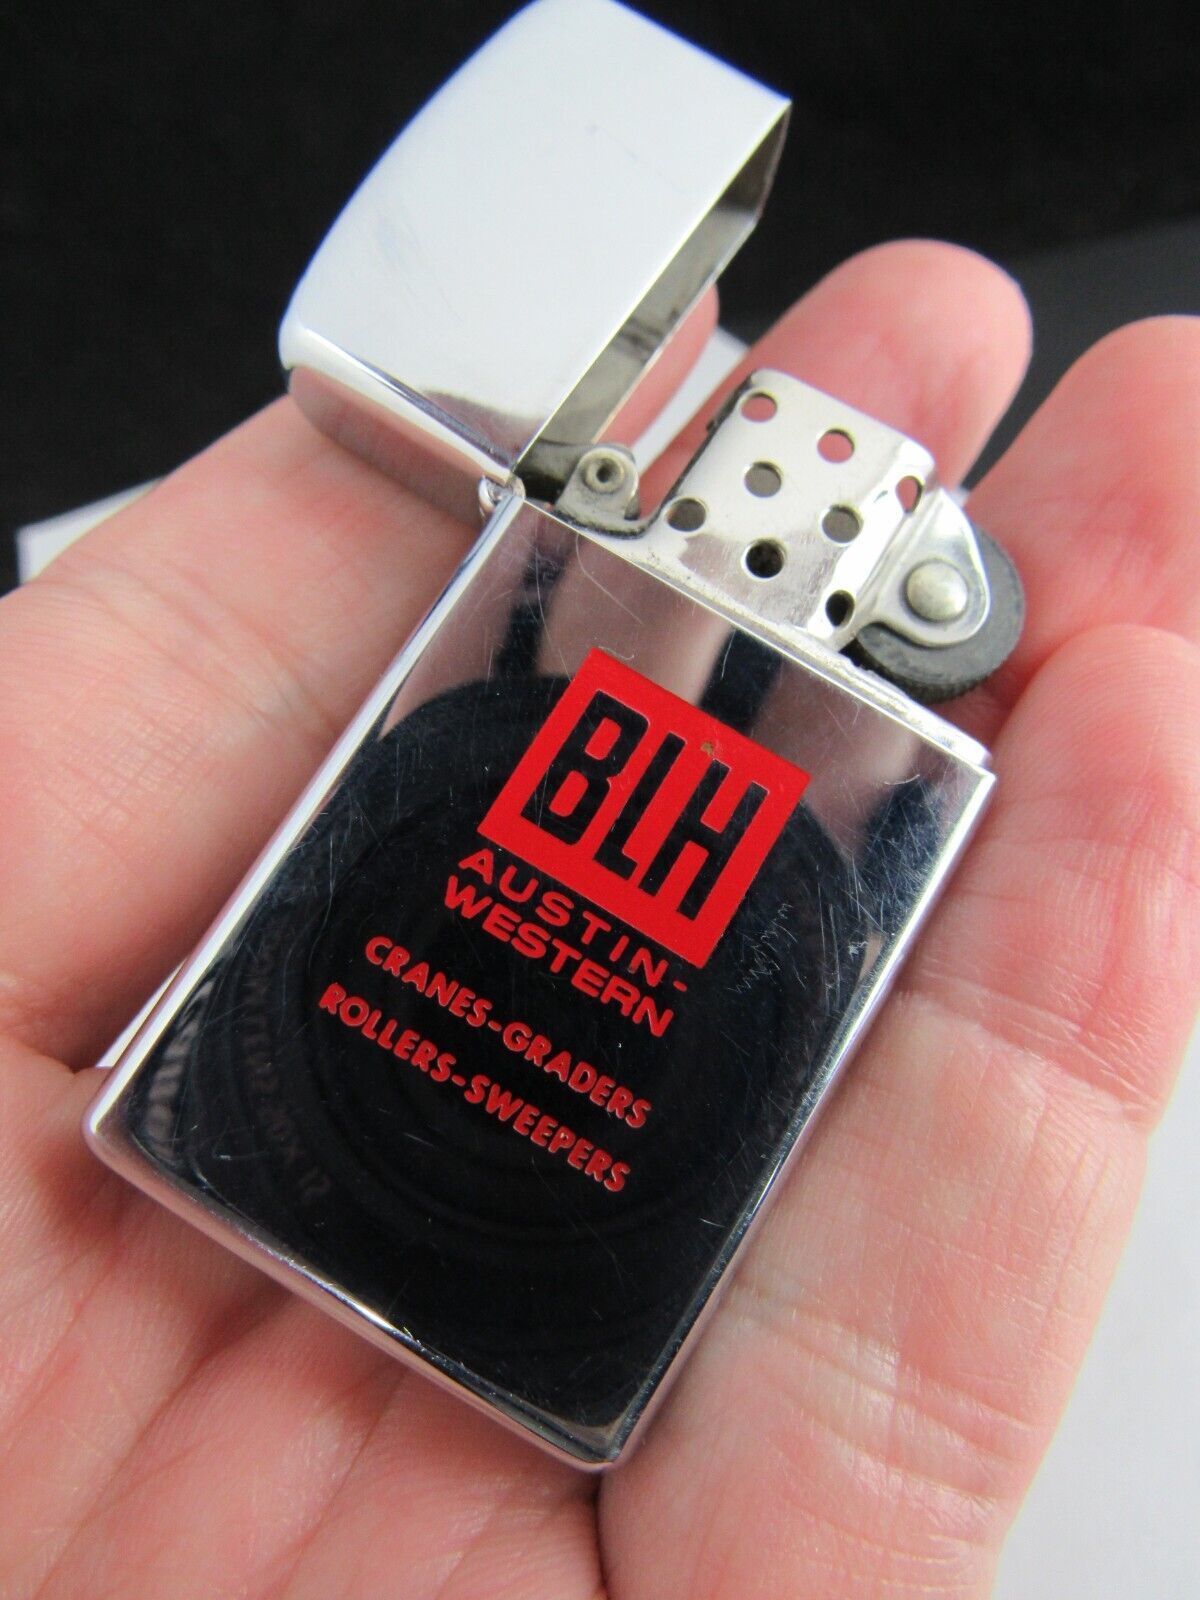 BLH
AUSTIN-
WESTERN
CRANES-GRADERS
ROLLERS-SWEEPERS